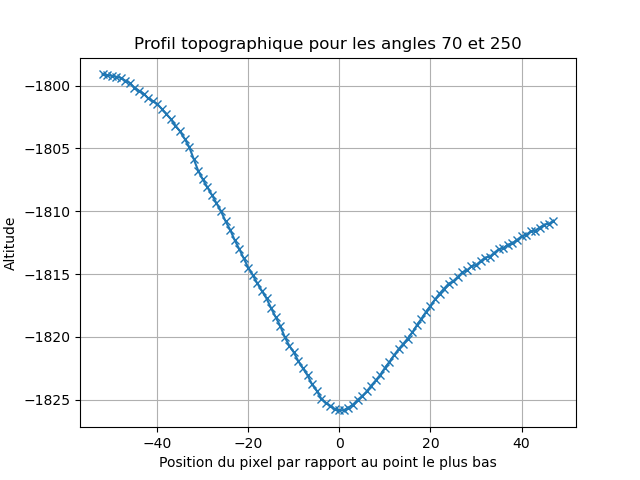 Profil topographique pour les angles 70 et 250
Altitude
−1800
−1805
−1810
−1815
−1820
−1825
−40 −20 0 20 40
Position du pixel par rapport au point le plus bas